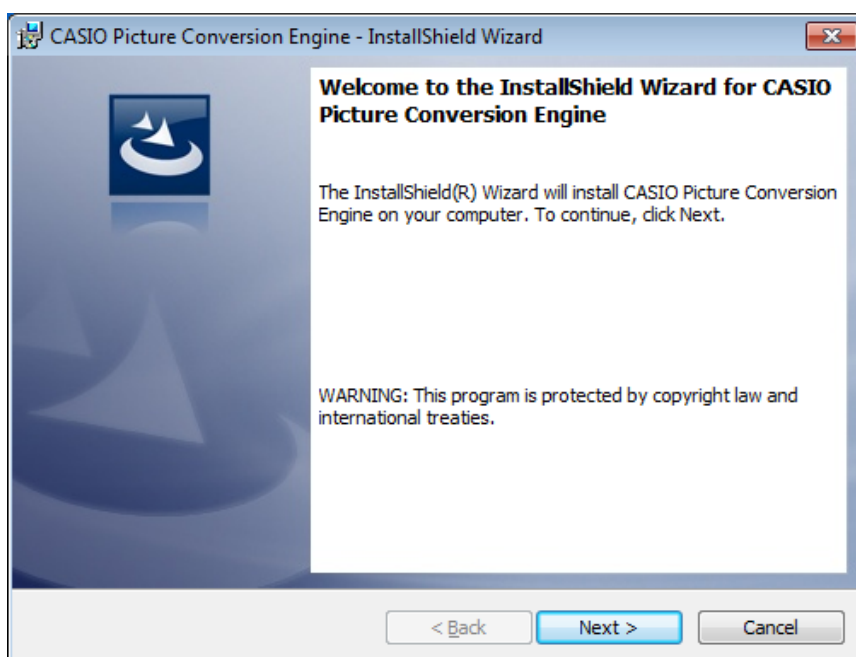 CASIO Picture Conversion Engine - InstallShield Wizard
Welcome to the InstallShield Wizard for CASIO
Picture Conversion Engine
The InstallShield(R) Wizard will install CASIO Picture Conversion
Engine on your computer. To continue, click Next.
WARNING: This program is protected by copyright law and
international treaties.
< Back
Next >
Cancel